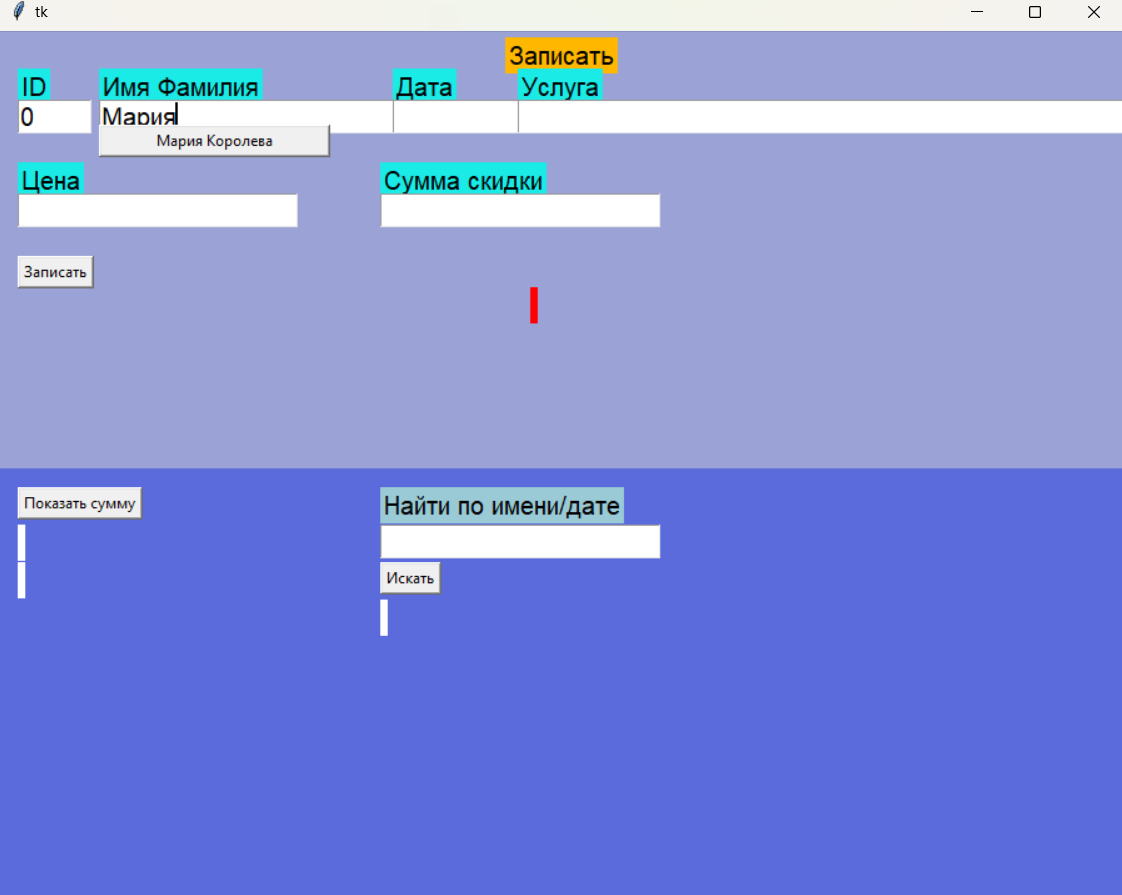 tk
Записать
ID Имя Фамилия Дата Услуга
0 Мария
Мария Королева
Цена Сумма скидки
Записать
Показать сумму Найти по имени/дате
Искать